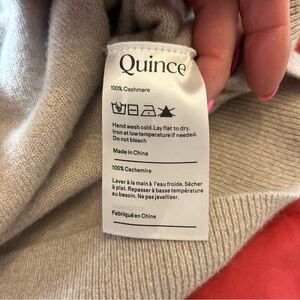 Quince
100% Cashmere
Hand wash cold. Lay flat to dry.
Iron at low temperature if needed.
Do not bleach
Made in China
100% Cachemire
Laver à la main à l'eau froide. Sécher
à plat. Repasser à basse température
au besoin. Ne pas javelliser.
Fabriqué en Chine